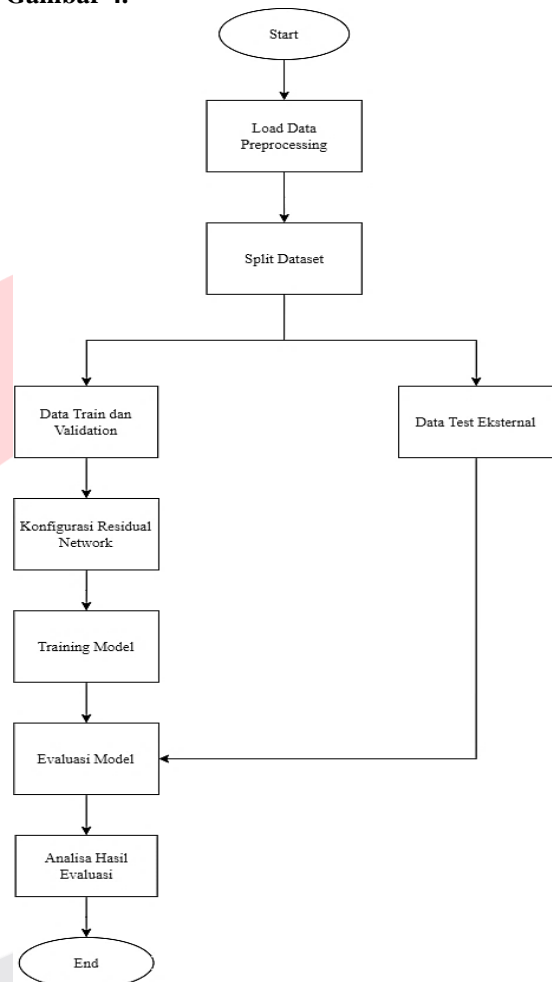 Gambar 4.
Start
Load Data
Preprocessing
Split Dataset
Data Train dan
Validation
Data Test Eksternal
Konfigurasi Residual
Network
Training Model
Evaluasi Model
Analisa Hasil
Evaluasi
End